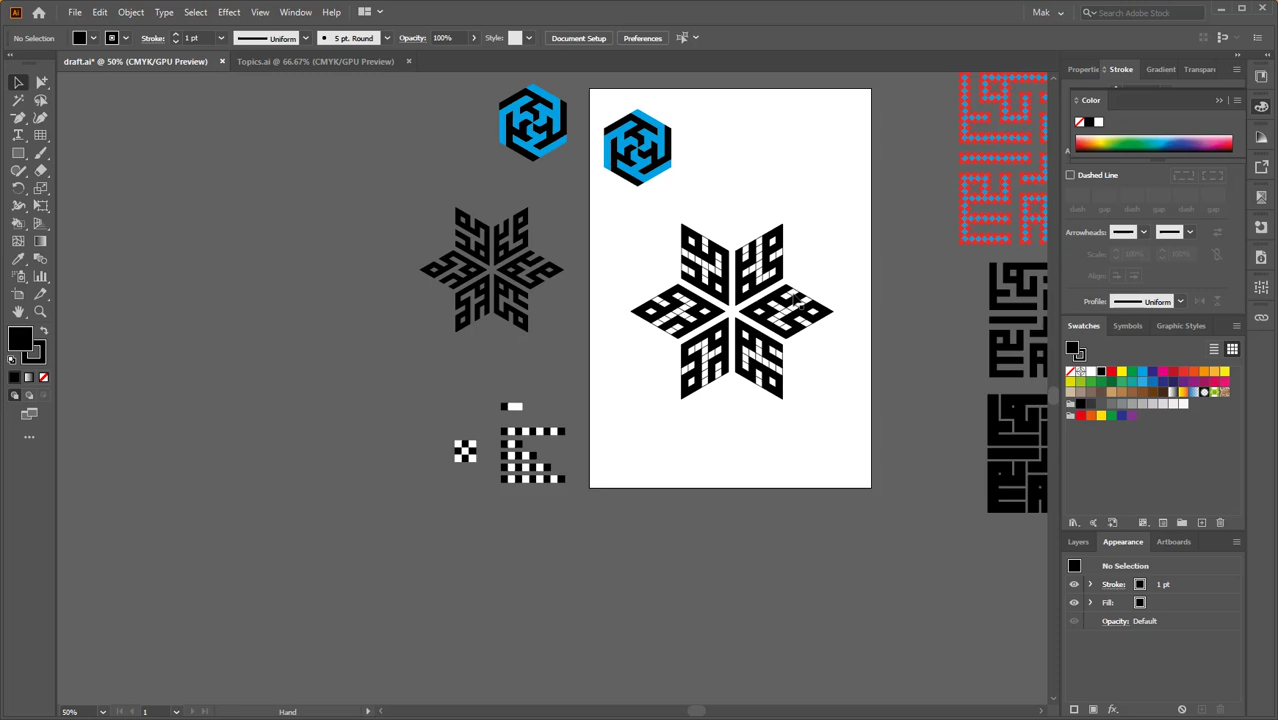 Ai File Edit Object Type Select Effect View Window Help Mak Search Adobe Stock
No Selection Stroke: 1 pt Uniform 5 pt. Round Opacity: 100% Style: Document Setup Preferences
draft.ai* @ 50% (CMYK/GPU Preview) × Topics.ai @ 66.67% (CMYK/GPU Preview) ×
Properti Stroke Gradient Transpar
Color
Dashed Line
dash gap dash gap dash gap
Arrowheads:
Scale: 100% 100%
Align:
Profile: Uniform
Swatches Symbols Graphic Styles
Layers Appearance Artboards
No Selection
Stroke: 1 pt
Fill:
Opacity: Default
fx
50% 1 Hand